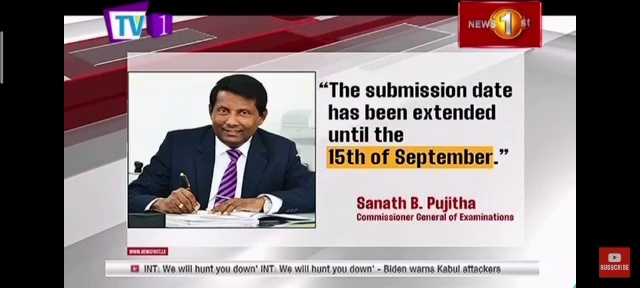 TV 1
NEWS 1st
"The submission date
has been extended
until the
15th of September."
Sanath B. Pujitha
Commissioner General of Examinations
WWW.NEWSFIRST.LK
INT: We will hunt you down' INT: We will hunt you down' - Biden warns Kabul attackers
SUBSCRIBE